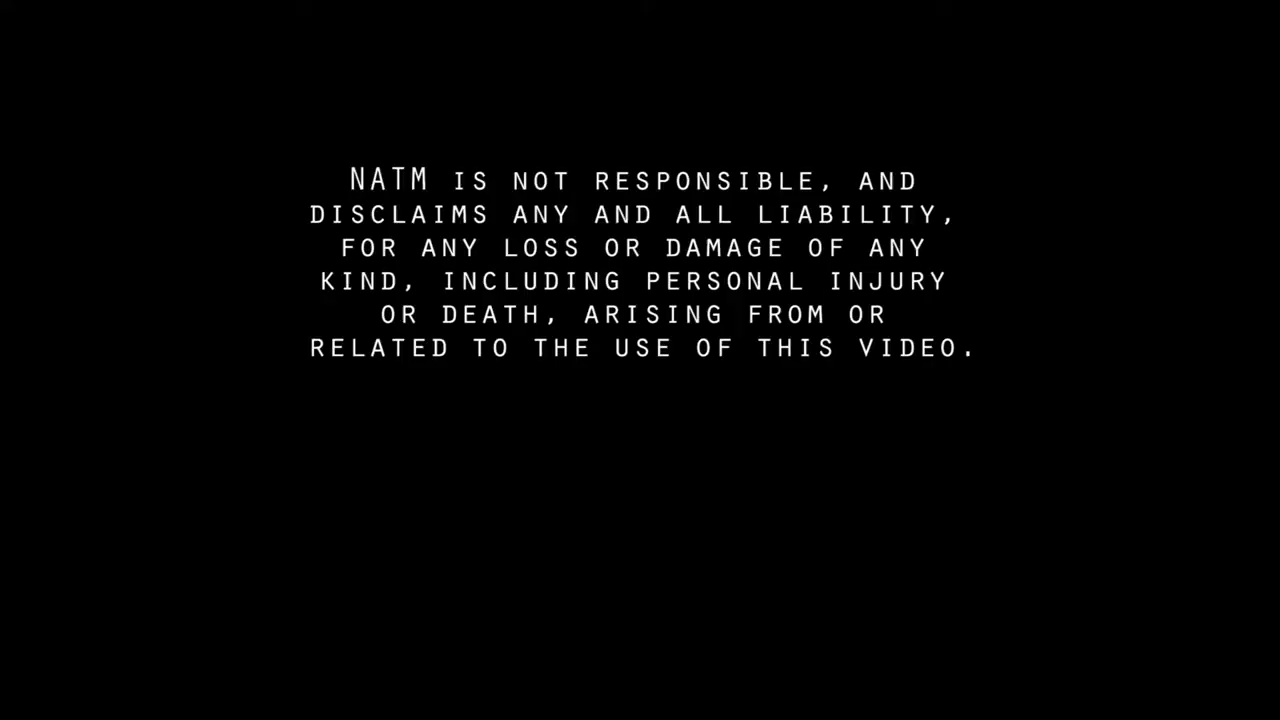 NATM IS NOT RESPONSIBLE, AND
DISCLAIMS ANY AND ALL LIABILITY,
FOR ANY LOSS OR DAMAGE OF ANY
KIND, INCLUDING PERSONAL INJURY
OR DEATH, ARISING FROM OR
RELATED TO THE USE OF THIS VIDEO.